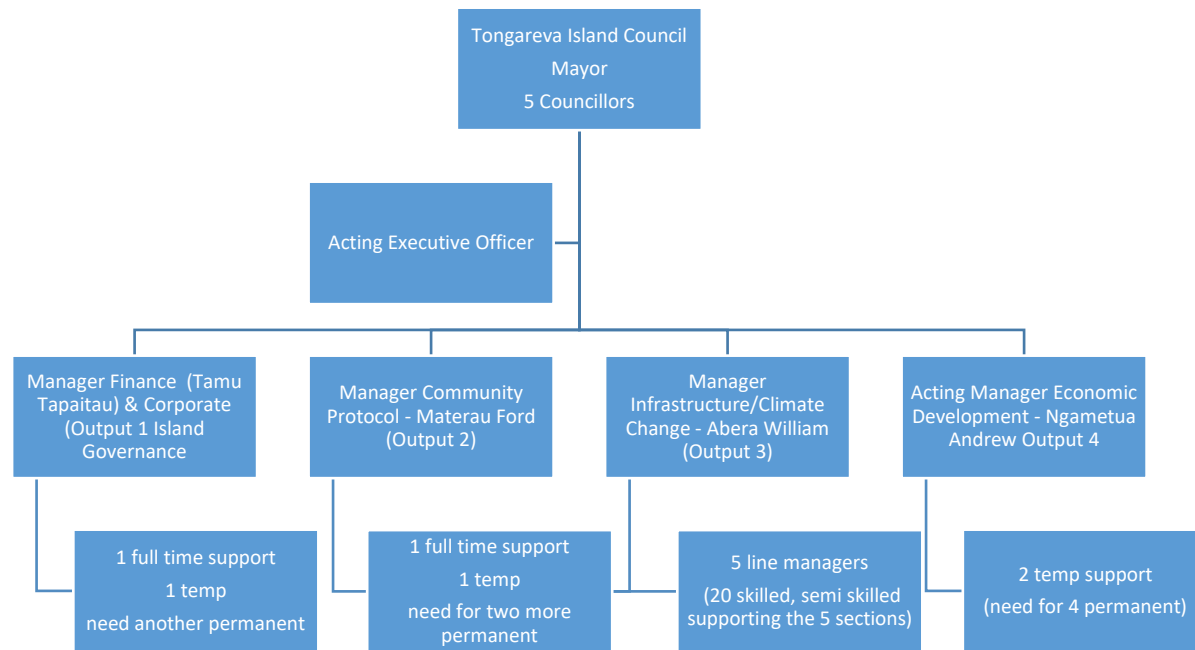 Tongareva Island Council
Mayor
5 Councillors
Acting Executive Officer
Manager Finance (Tamu
Tapaitau) & Corporate
(Output 1 Island
Governance
Manager Community
Protocol - Materau Ford
(Output 2)
Manager
Infrastructure/Climate
Change - Abera William
(Output 3)
Acting Manager Economic
Development - Ngametua
Andrew Output 4
1 full time support
1 temp
need another permanent
1 full time support
1 temp
need for two more
permanent
5 line managers
(20 skilled, semi skilled
supporting the 5 sections)
2 temp support
(need for 4 permanent)